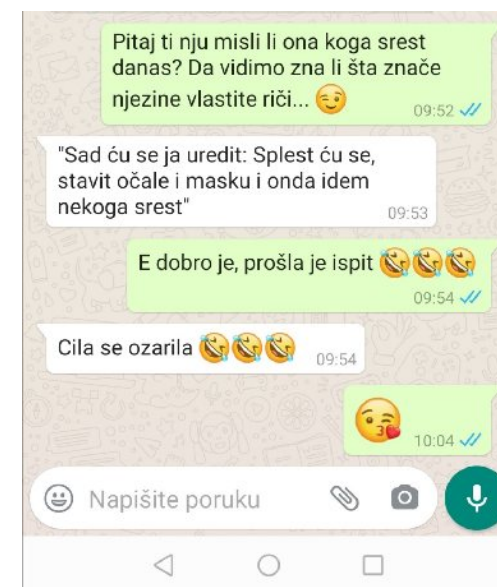 Pitaj ti nju misli li ona koga srest
danas? Da vidimo zna li šta znače
njezine vlastite riči... 😉
09:52
"Sad ću se ja uredit: Splest ću se,
stavit očale i masku i onda idem
nekoga srest"
09:53
E dobro je, prošla je ispit 🤣🤣🤣
09:54
Cila se ozarila 🤣🤣🤣 09:54
😘 10:04
Napišite poruku